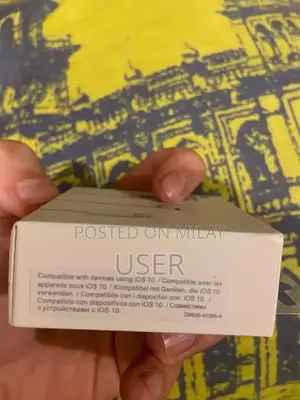 POSTED ON MILAY
USER
Compatible with devices using iOS 10 / Compatible avec les
appareils sous iOS 10 / Kompatibel mit Geräten, die iOS 10
verwenden. / Compatibile con i dispositivi con iOS 10 /
Compatible con dispositivos con iOS 10 / Совместимы
с устройствами с iOS 10.